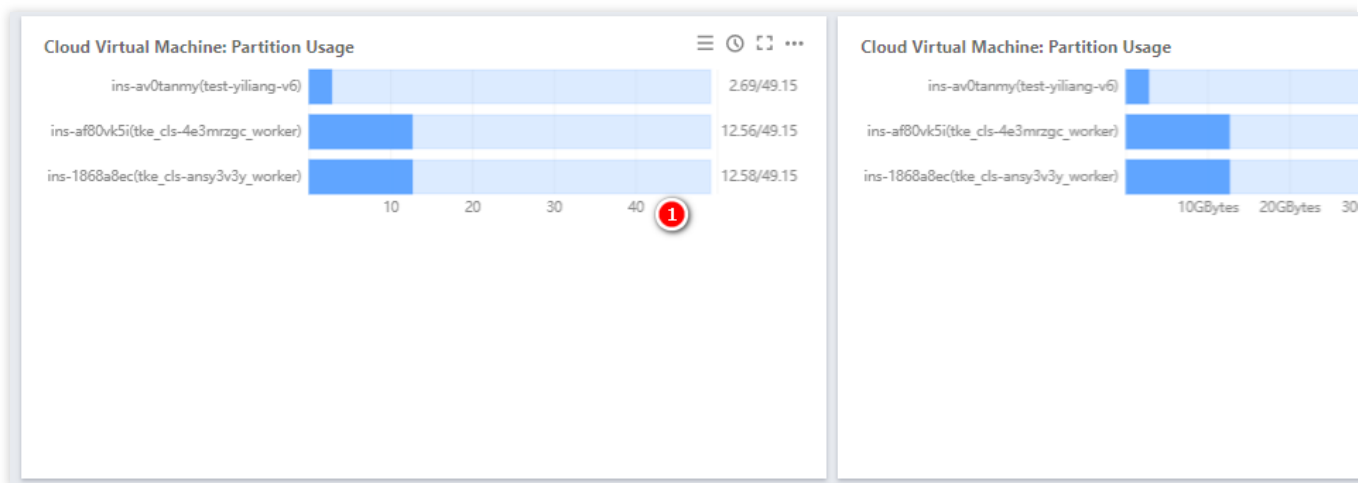 Cloud Virtual Machine: Partition Usage
ins-av0tanmy(test-yiliang-v6) 2.69/49.15
ins-af80vk5i(tke_cls-4e3mrzgc_worker) 12.56/49.15
ins-1868a8ec(tke_cls-ansy3v3y_worker) 12.58/49.15
10 20 30 40
1
Cloud Virtual Machine: Partition Usage
ins-av0tanmy(test-yiliang-v6)
ins-af80vk5i(tke_cls-4e3mrzgc_worker)
ins-1868a8ec(tke_cls-ansy3v3y_worker)
10GBytes 20GBytes 30